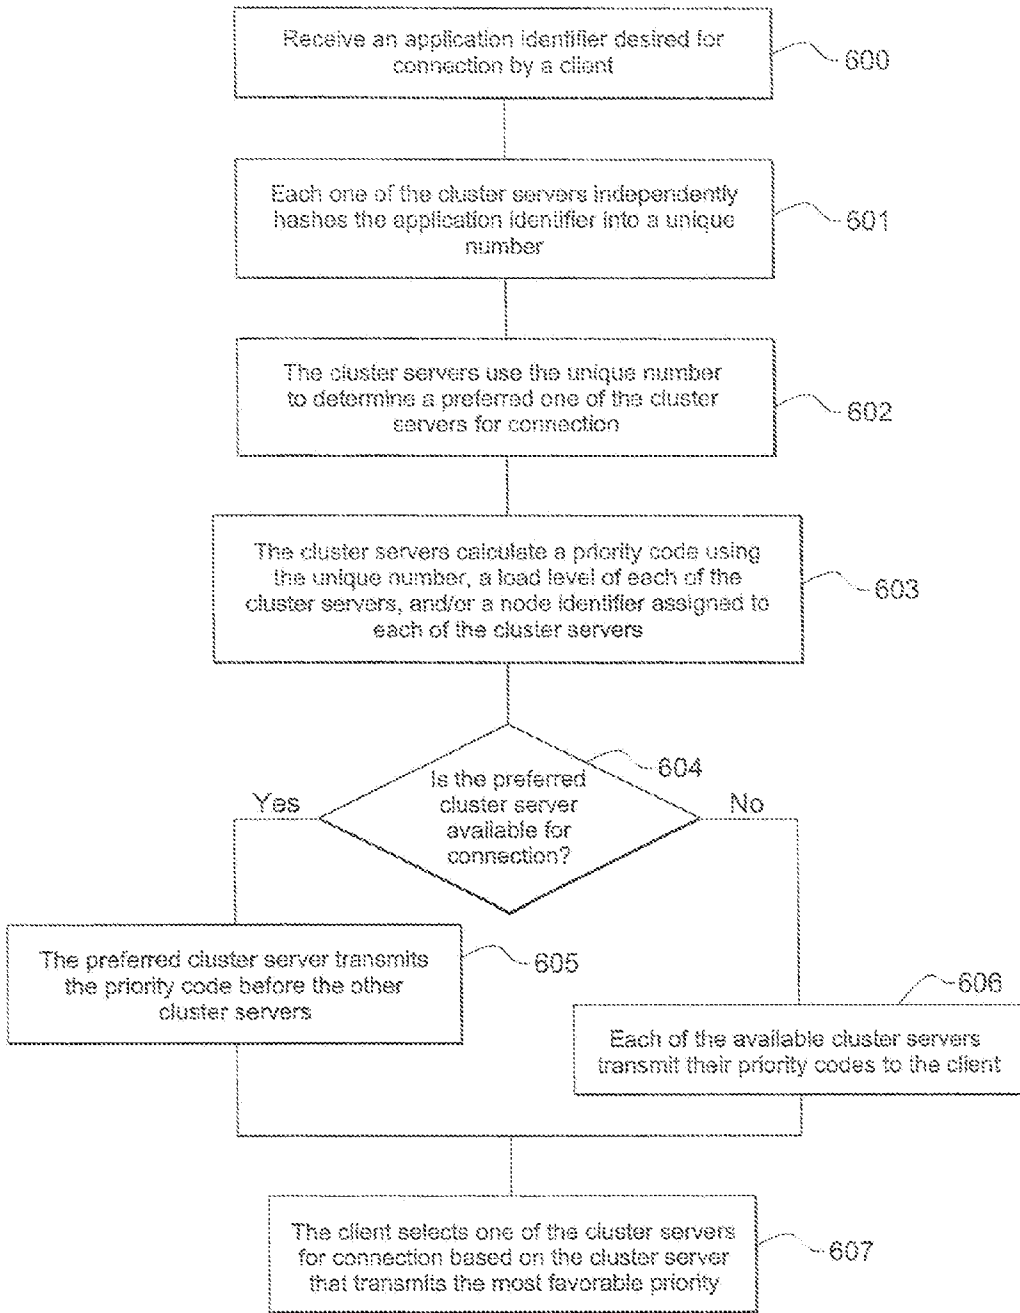 Receive an application identifier desired for
connection by a client
600
Each one of the cluster servers independently
hashes the application identifier into a unique
number
601
The cluster servers use the unique number
to determine a preferred one of the cluster
servers for connection
602
The cluster servers calculate a priority code using
the unique number, a load level of each of the
cluster servers, and/or a node identifier assigned to
each of the cluster servers
603
604
Is the preferred
cluster server
available for
connection?
Yes
No
The preferred cluster server transmits
the priority code before the other
cluster servers
605
606
Each of the available cluster servers
transmit their priority codes to the client
The client selects one of the cluster servers
for connection based on the cluster server
that transmits the most favorable priority
607